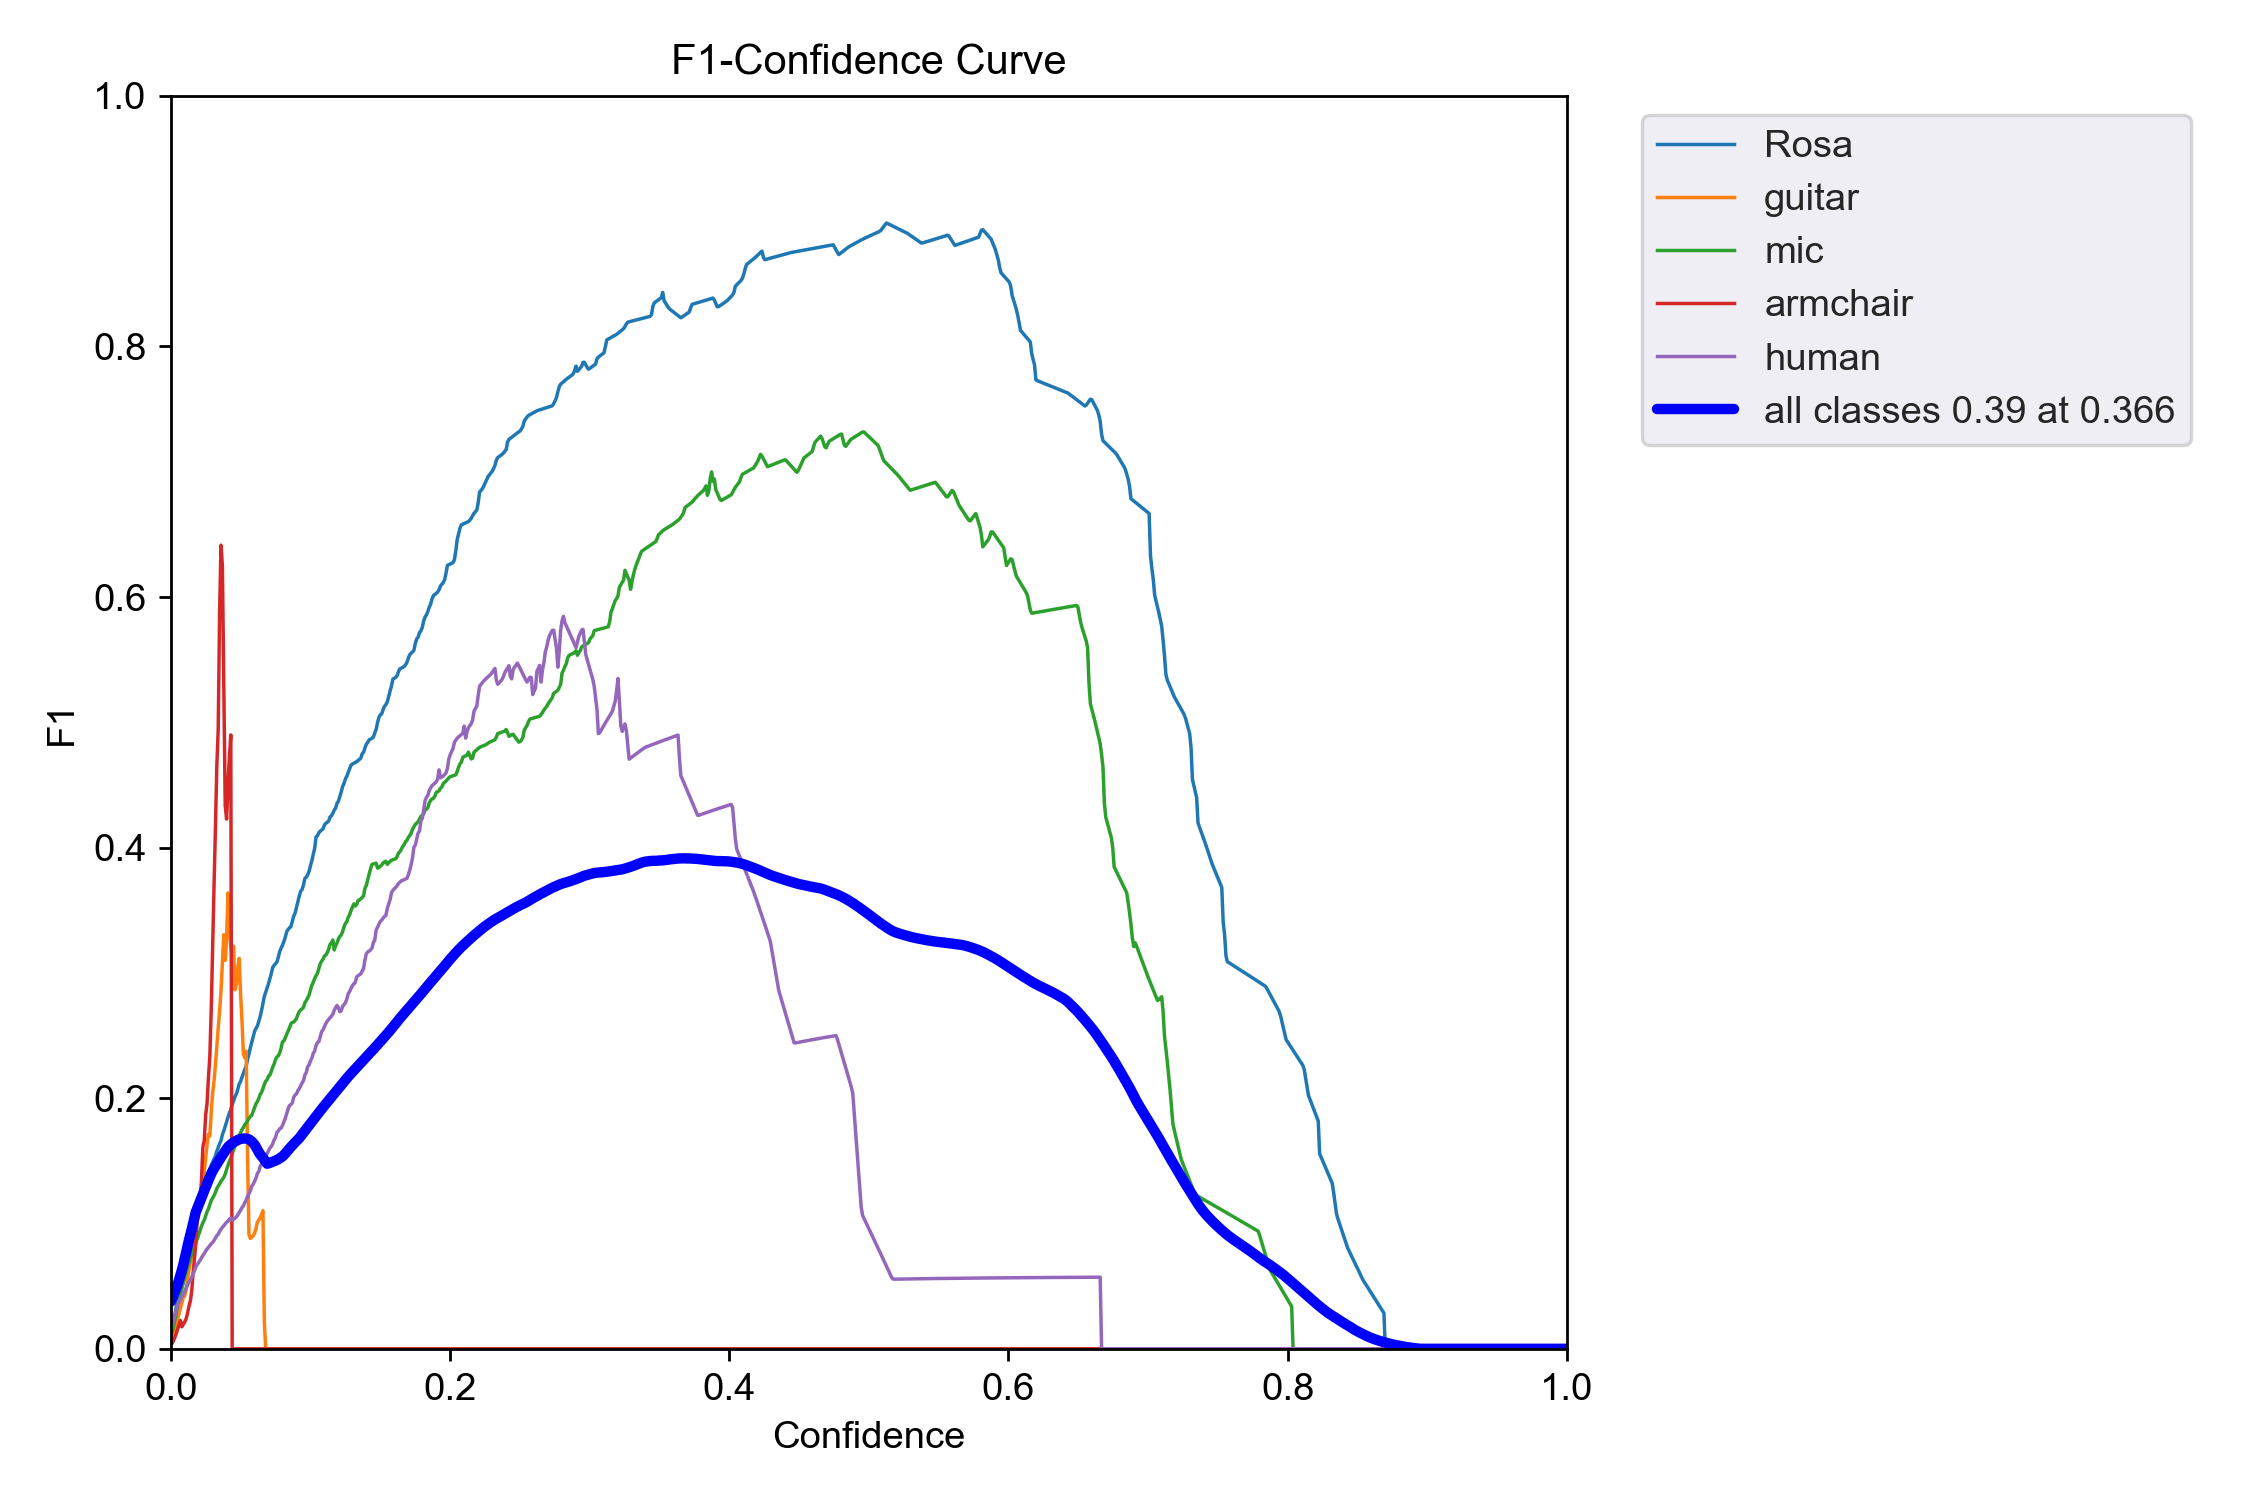 F1-Confidence Curve
1.0
0.8
0.6
0.4
0.2
0.0
F1
0.0 0.2 0.4 0.6 0.8 1.0
Confidence
Rosa
guitar
mic
armchair
human
all classes 0.39 at 0.366